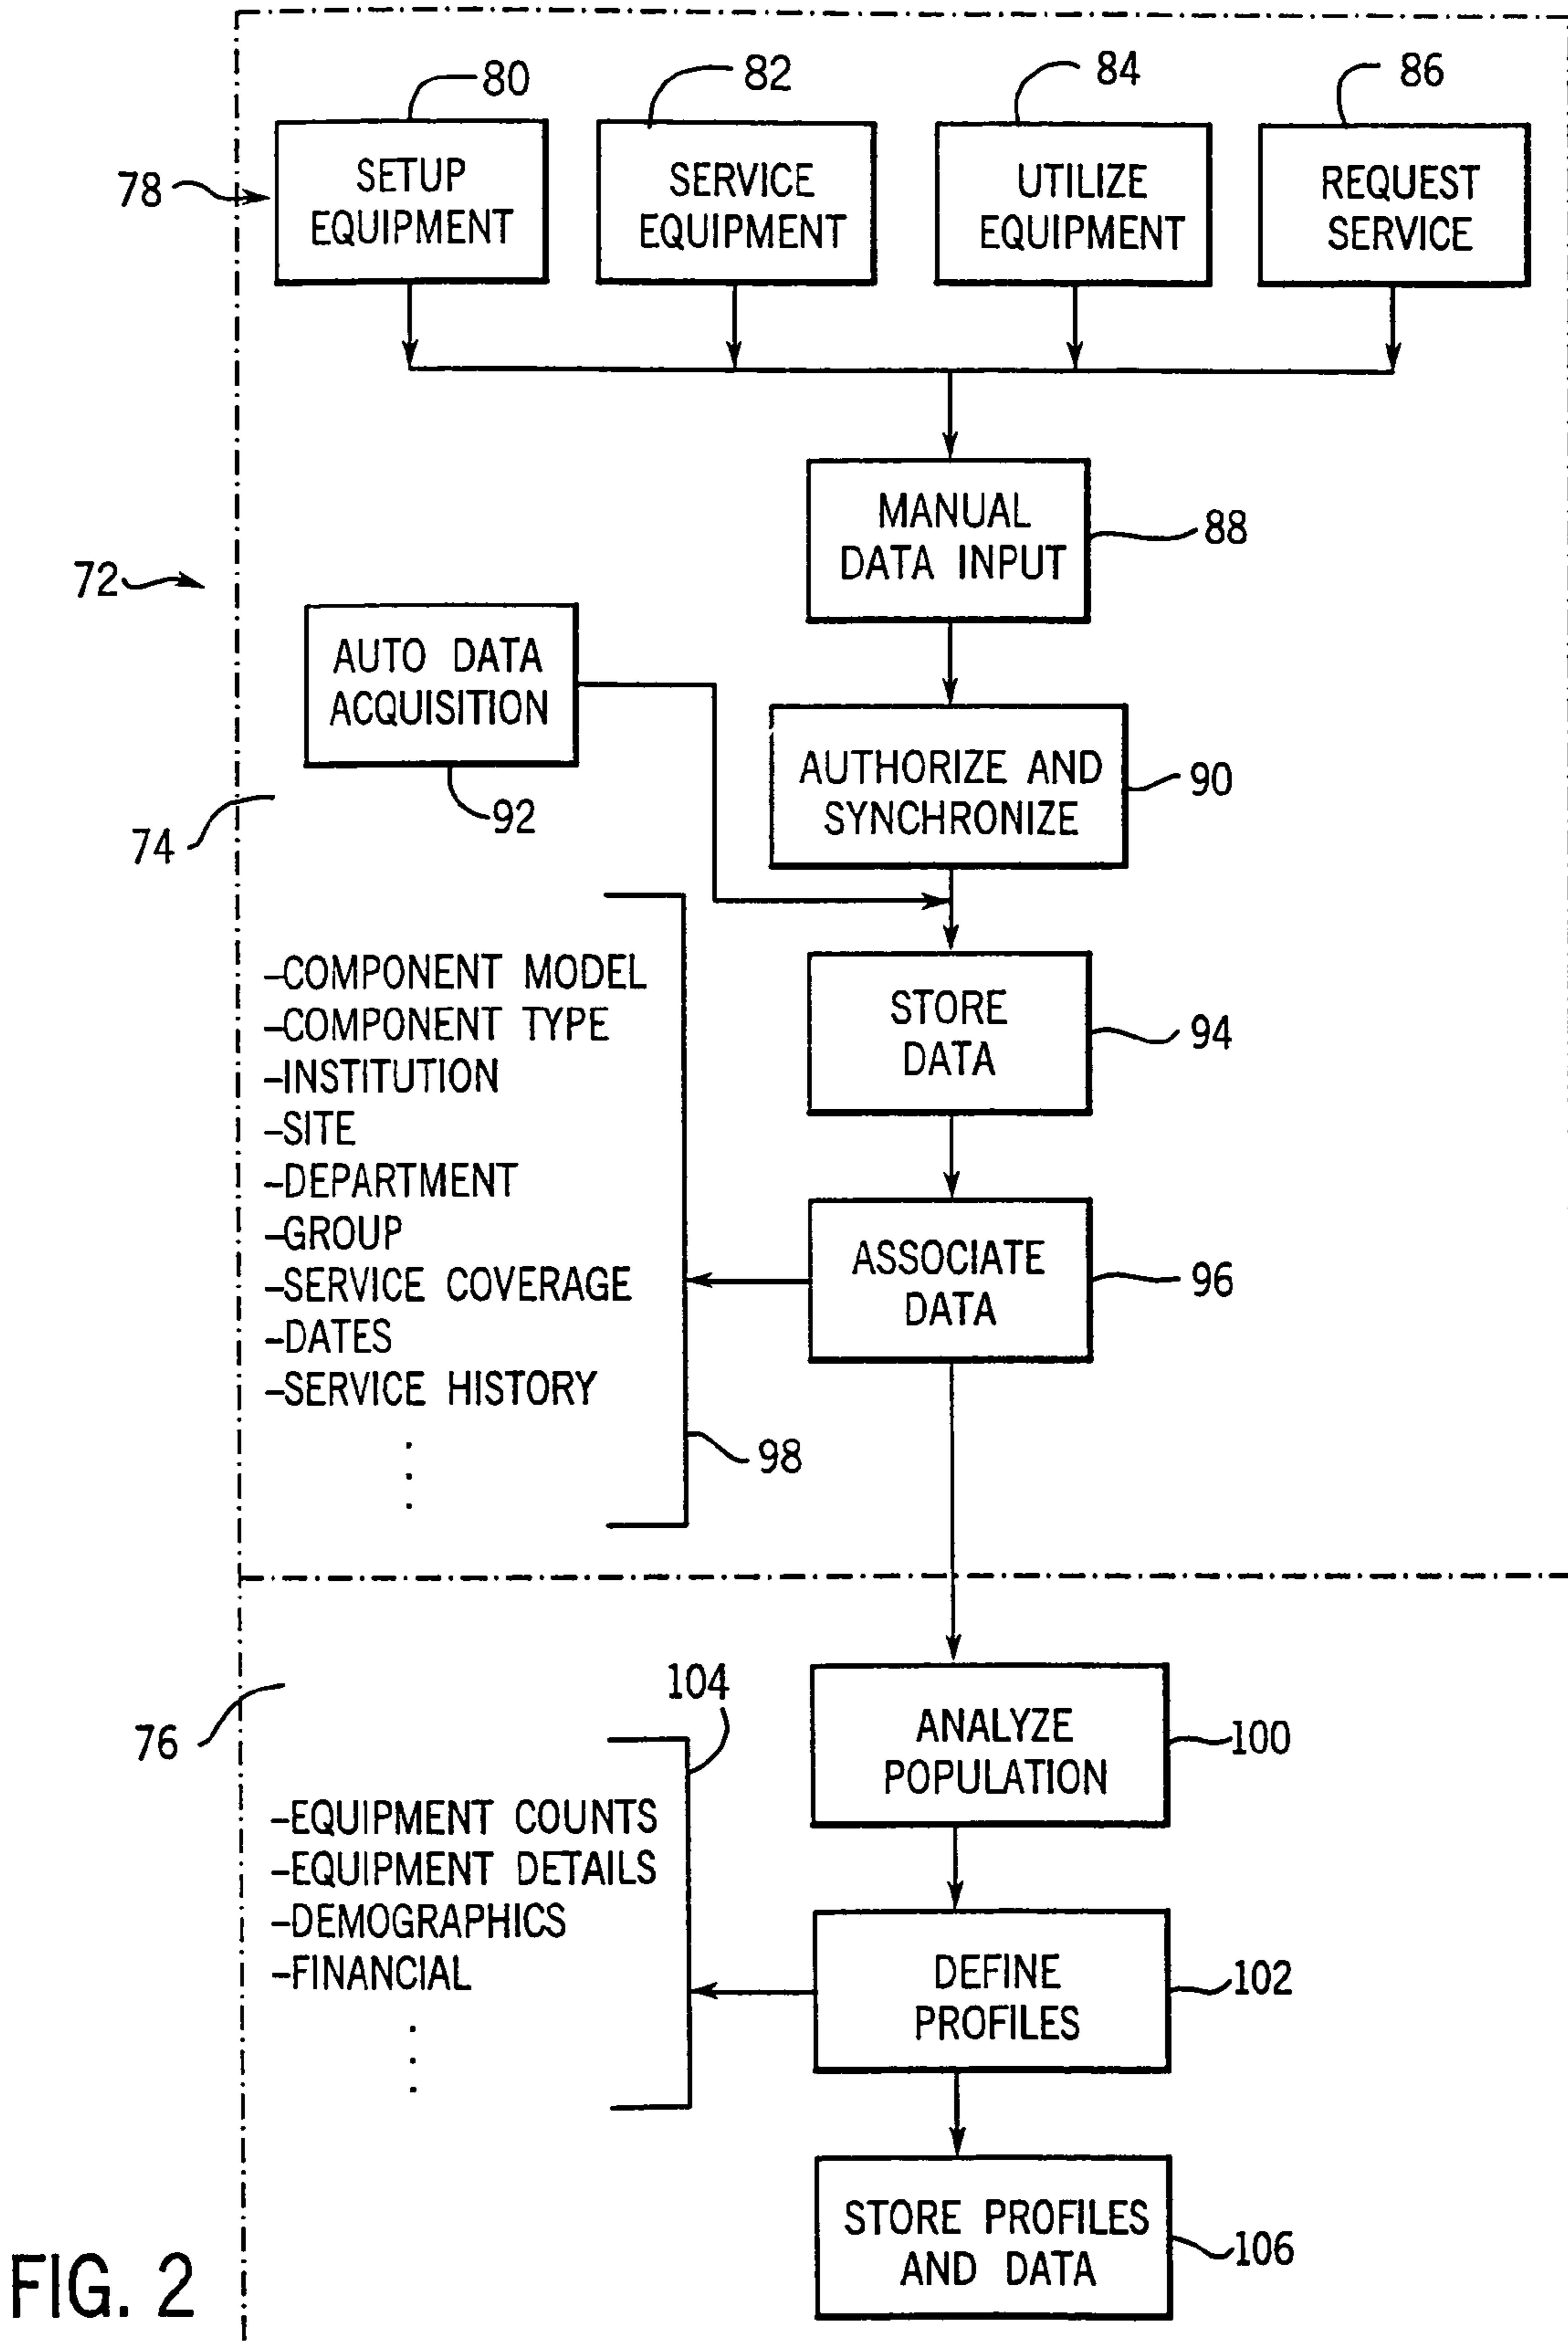 80
82
84
86
78
SETUP
EQUIPMENT
SERVICE
EQUIPMENT
UTILIZE
EQUIPMENT
REQUEST
SERVICE
MANUAL
DATA INPUT
88
72
AUTO DATA
ACQUISITION
92
AUTHORIZE AND
SYNCHRONIZE
90
74
-COMPONENT MODEL
-COMPONENT TYPE
-INSTITUTION
-SITE
-DEPARTMENT
-GROUP
-SERVICE COVERAGE
-DATES
-SERVICE HISTORY
.
.
.
98
STORE
DATA
94
ASSOCIATE
DATA
96
76
104
ANALYZE
POPULATION
100
-EQUIPMENT COUNTS
-EQUIPMENT DETAILS
-DEMOGRAPHICS
-FINANCIAL
.
.
.
DEFINE
PROFILES
102
STORE PROFILES
AND DATA
106
FIG. 2